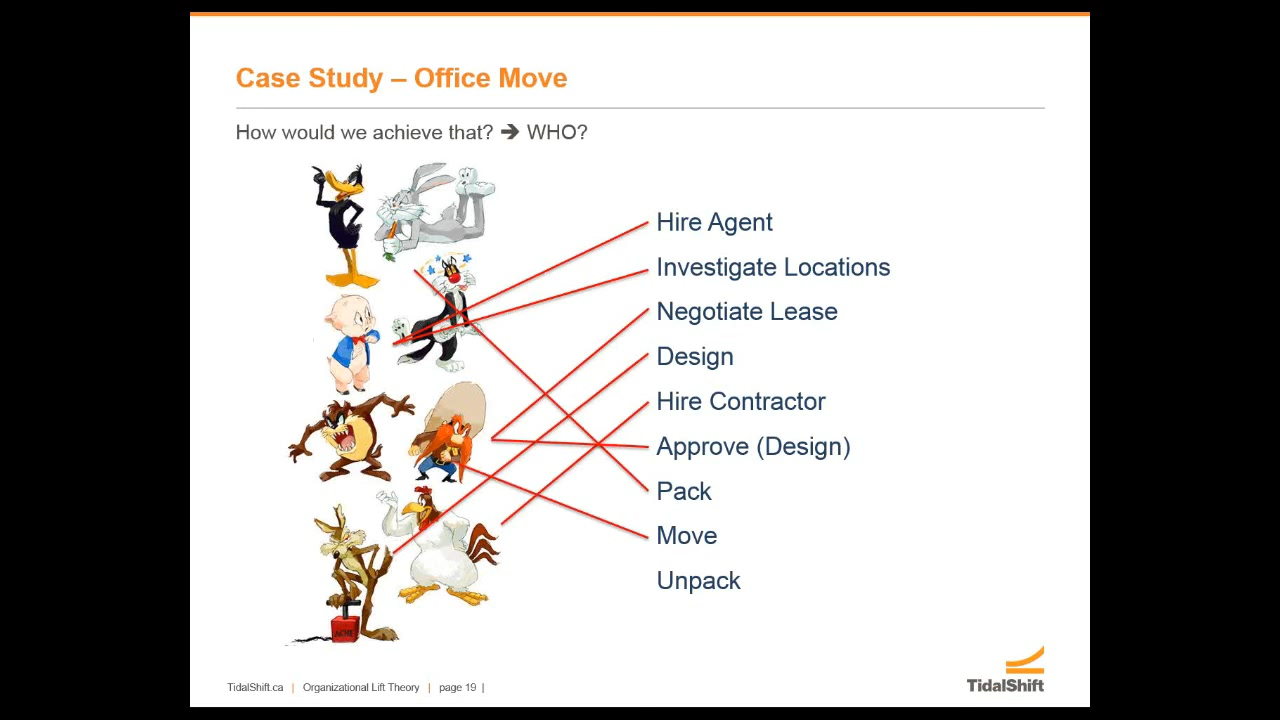 Case Study – Office Move
How would we achieve that? ➔ WHO?
Hire Agent
Investigate Locations
Negotiate Lease
Design
Hire Contractor
Approve (Design)
Pack
Move
Unpack
ACME
TidalShift.ca | Organizational Lift Theory | page 19 |
TidalShift